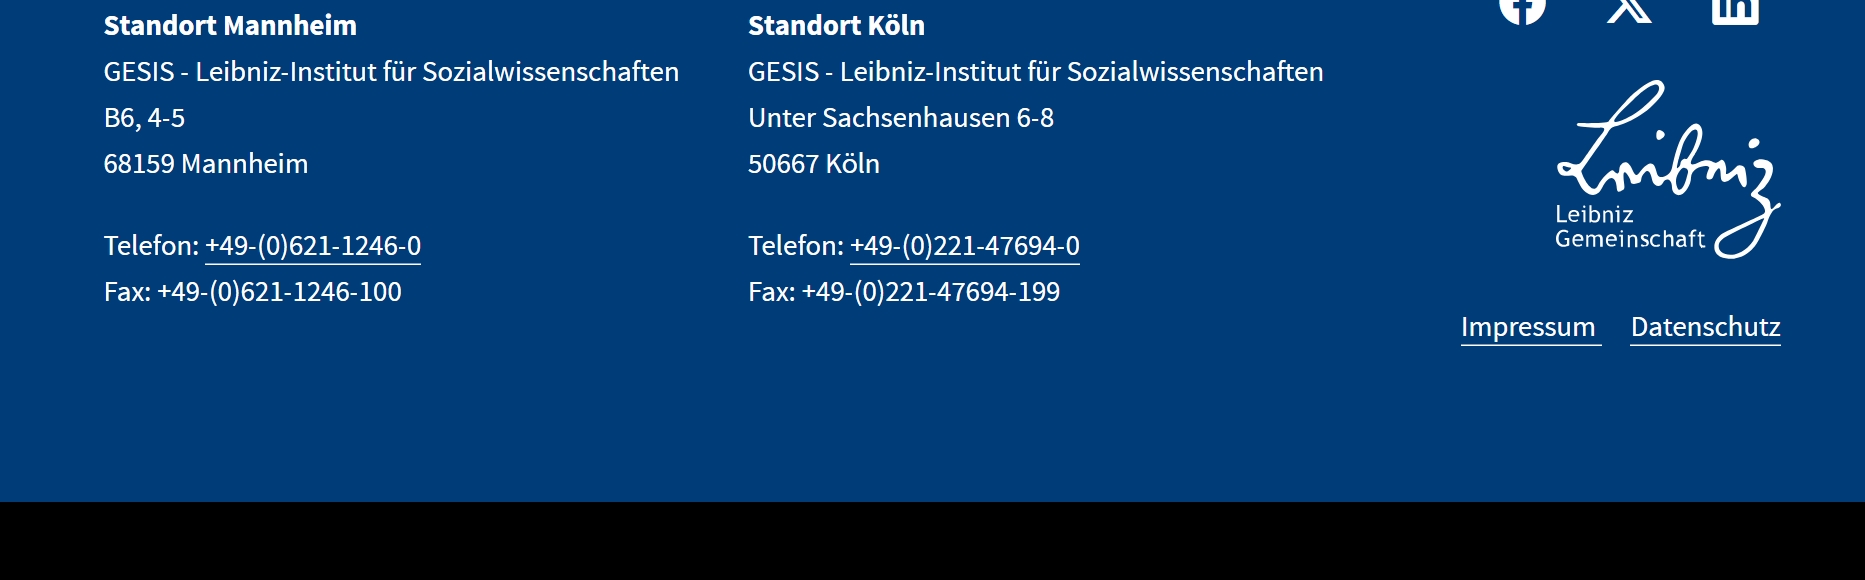 Standort Mannheim
GESIS - Leibniz-Institut für Sozialwissenschaften
B6, 4-5
68159 Mannheim
Telefon: +49-(0)621-1246-0
Fax: +49-(0)621-1246-100
Standort Köln
GESIS - Leibniz-Institut für Sozialwissenschaften
Unter Sachsenhausen 6-8
50667 Köln
Telefon: +49-(0)221-47694-0
Fax: +49-(0)221-47694-199
Leibniz
Leibniz
Gemeinschaft
Impressum Datenschutz